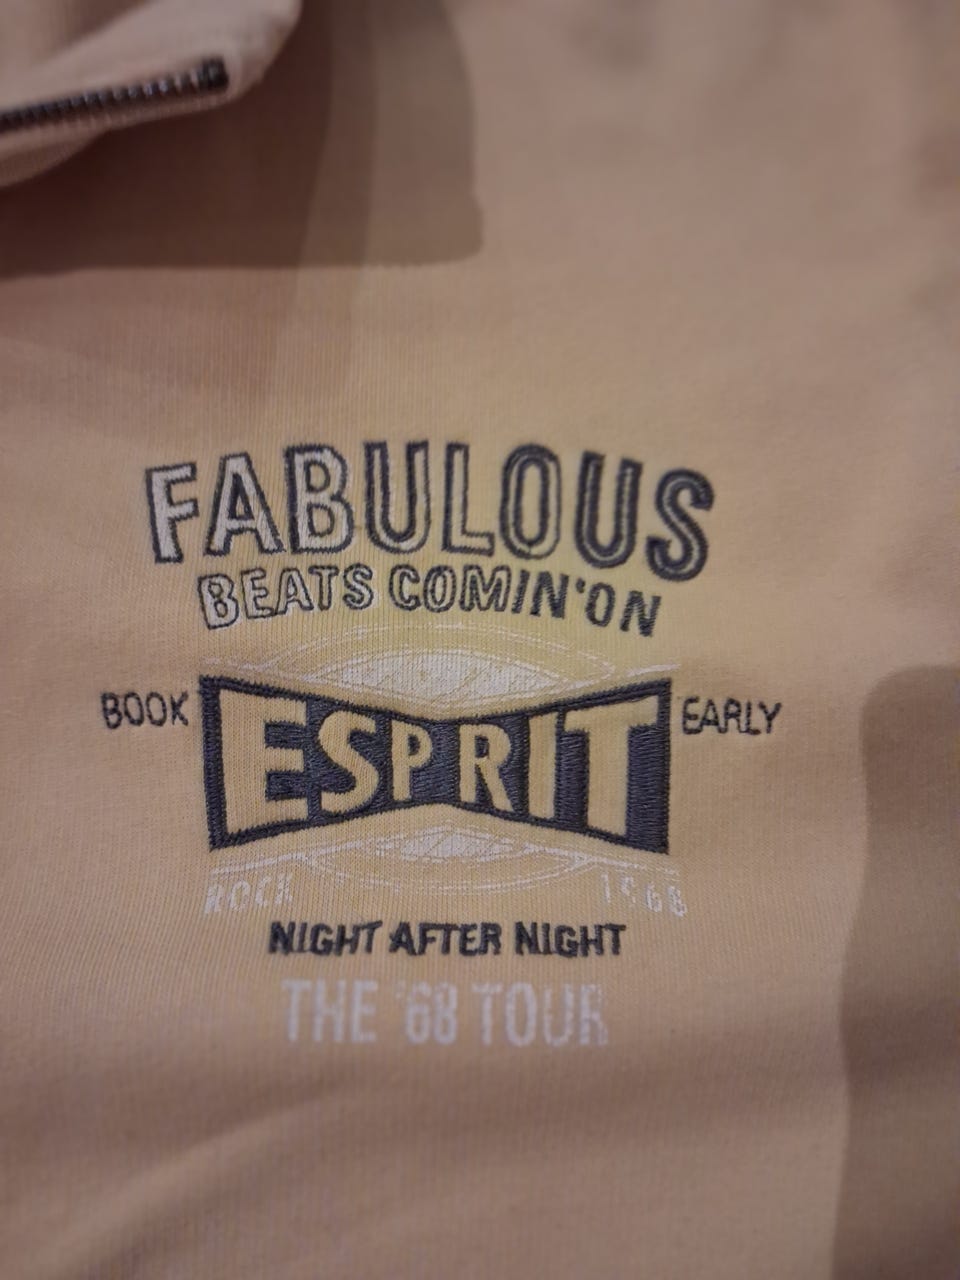 FABULOUS
BEATS COMIN'ON
BOOK ESPRIT EARLY
ROCK 1968
NIGHT AFTER NIGHT
THE '68 TOUR